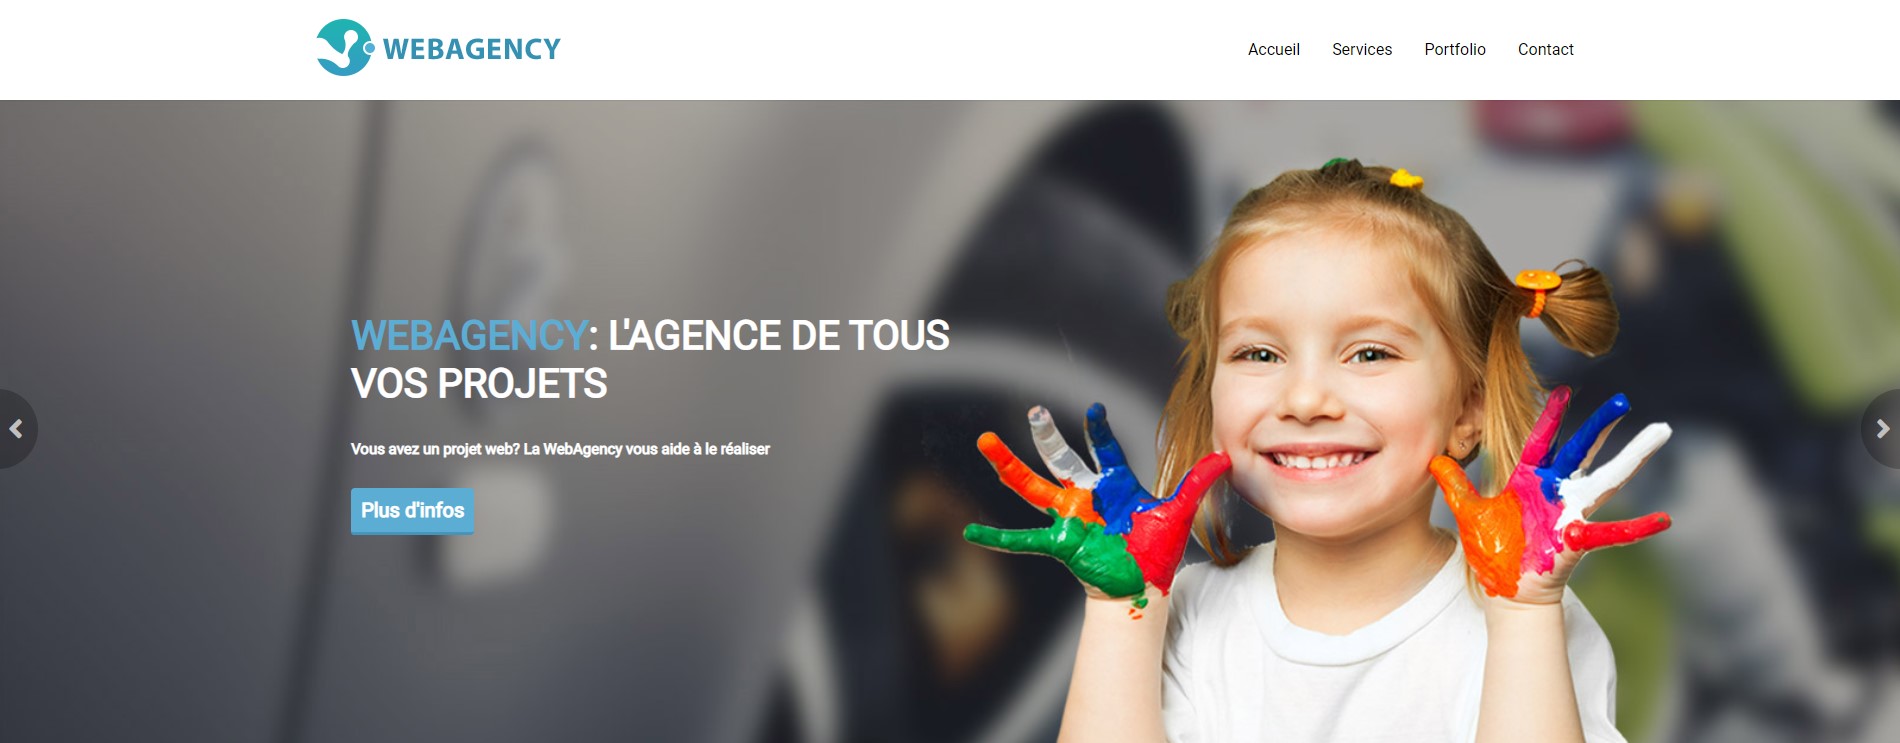 WEBAGENCY
Accueil
Services
Portfolio
Contact
WEBAGENCY: L'AGENCE DE TOUS
VOS PROJETS
Vous avez un projet web? La WebAgency vous aide à le réaliser
Plus d'infos